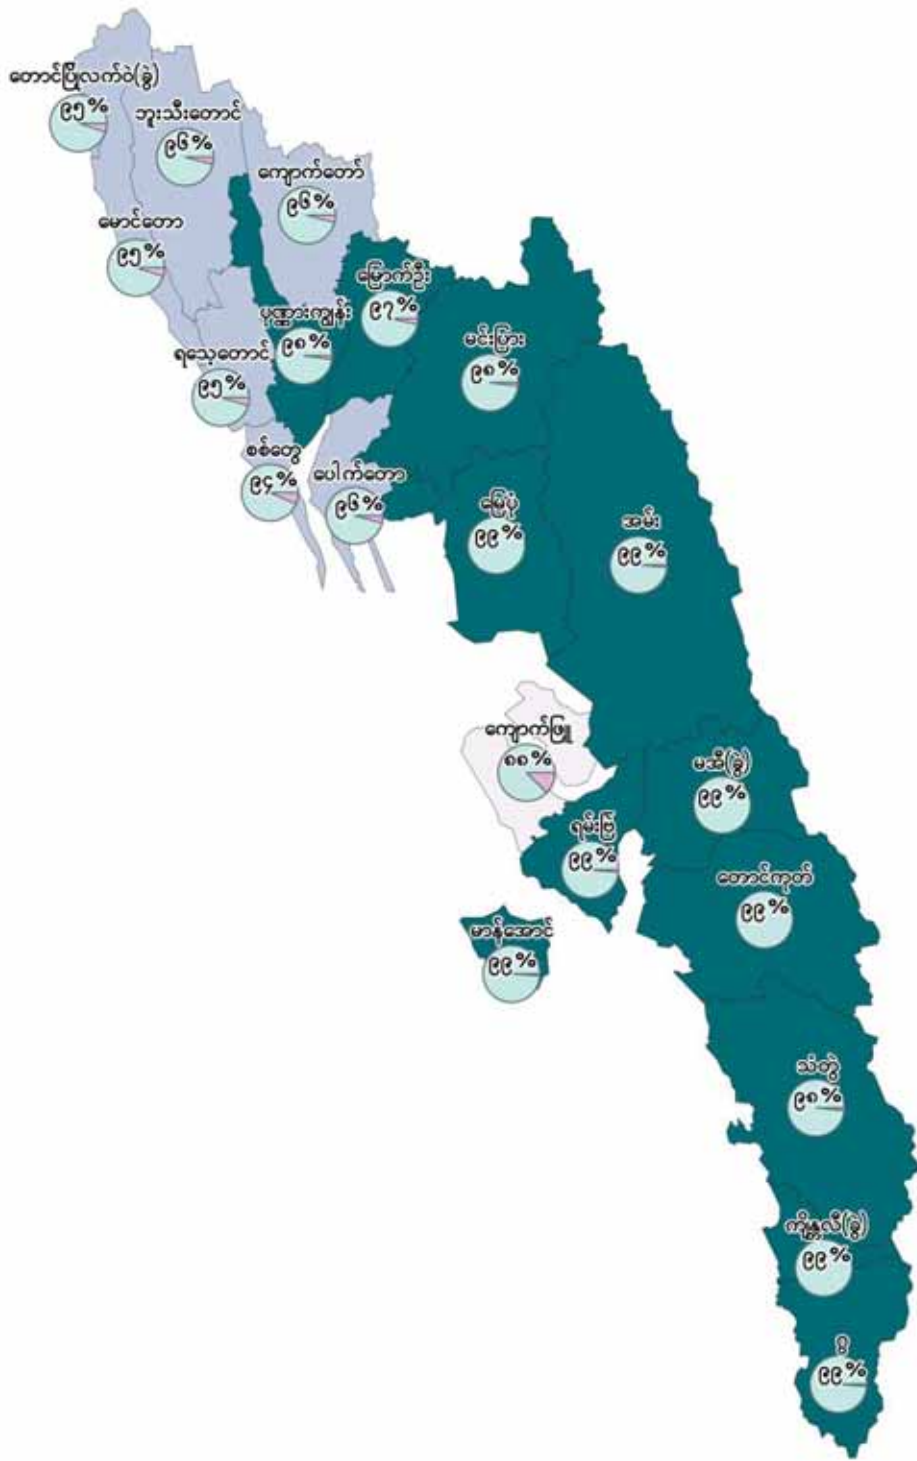 တောင်ပြိုလက်ဝဲ(ခွဲ)
၉၅%
ဘူးသီးတောင်
၉၆%
ကျောက်တော်
၉၆%
မောင်တော
၉၅%
မြောက်ဦး
၉၇%
ပုဏ္ဏားကျွန်း
၉၈%
မင်းပြား
၉၈%
ရသေ့တောင်
၉၅%
စစ်တွေ
၉၄%
ပေါက်တော
၉၆%
မြေပုံ
၉၉%
အမ်း
၉၉%
ကျောက်ဖြူ
၈၈%
မအီ(ခွဲ)
၉၉%
ရမ်းဗြဲ
၉၉%
တောင်ကုတ်
၉၉%
မာန်အောင်
၉၉%
သံတွဲ
၉၈%
ကျိန္တလီ(ခွဲ)
၉၉%
ဂွ
၉၉%